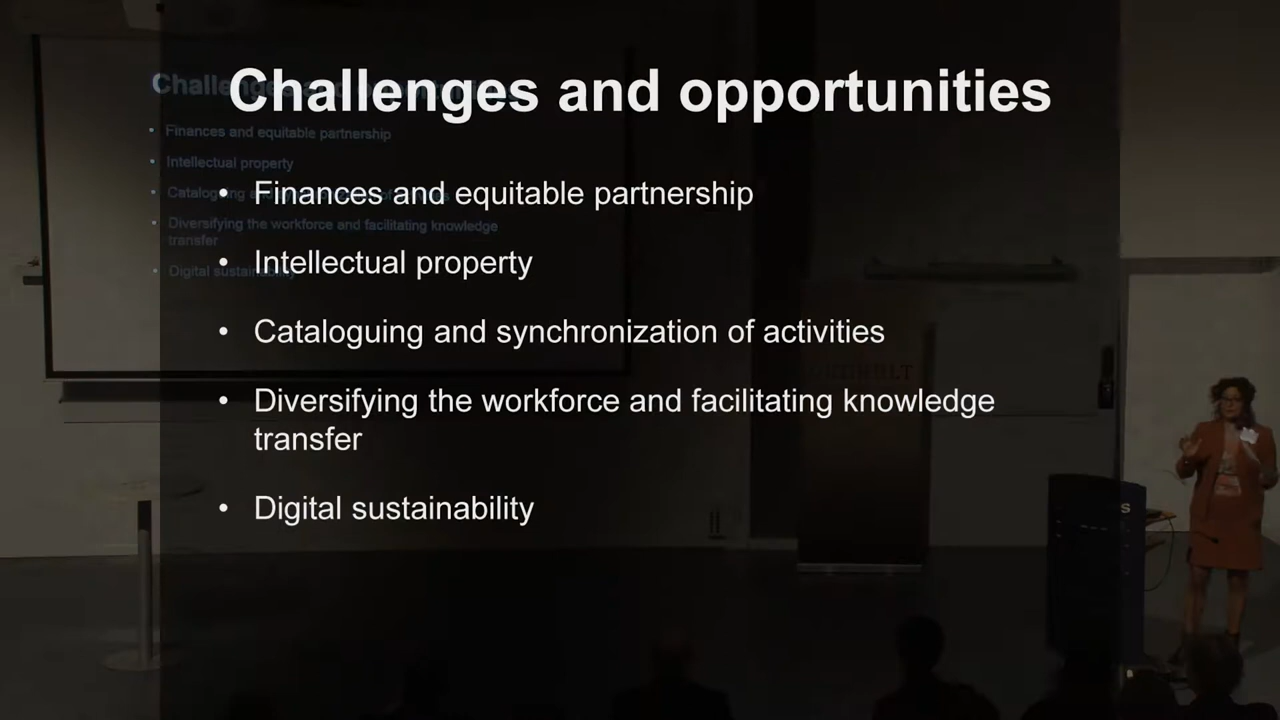 Challenges and opportunities
• Finances and equitable partnership
• Intellectual property
• Cataloguing and synchronization of activities
• Diversifying the workforce and facilitating knowledge
transfer
• Digital sustainability